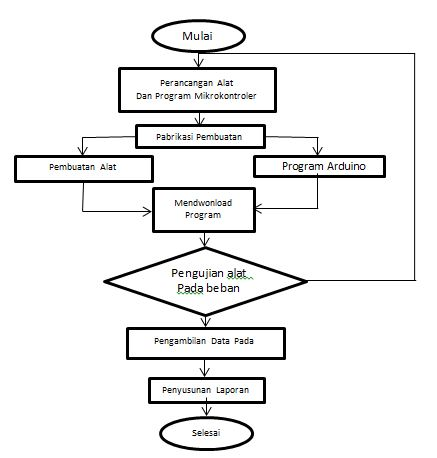 Mulai
Perancangan Alat
Dan Program Mikrokontroler
Pabrikasi Pembuatan
Pembuatan Alat
Program Arduino
Mendwonload
Program
Pengujian alat
Pada beban
Pengambilan Data Pada
Penyusunan Laporan
Selesai